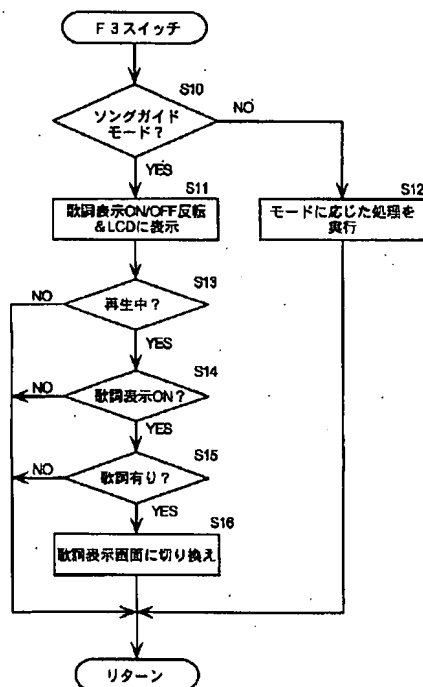 F3スイッチ
S10
ソングガイド
モード?
NO
YES
S11
歌詞表示ON/OFF反転
&LCDに表示
S12
モードに応じた処理を
実行
S13
再生中?
NO
YES
S14
歌詞表示ON?
NO
YES
S15
歌詞有り?
NO
YES
S16
歌詞表示画面に切り換え
リターン